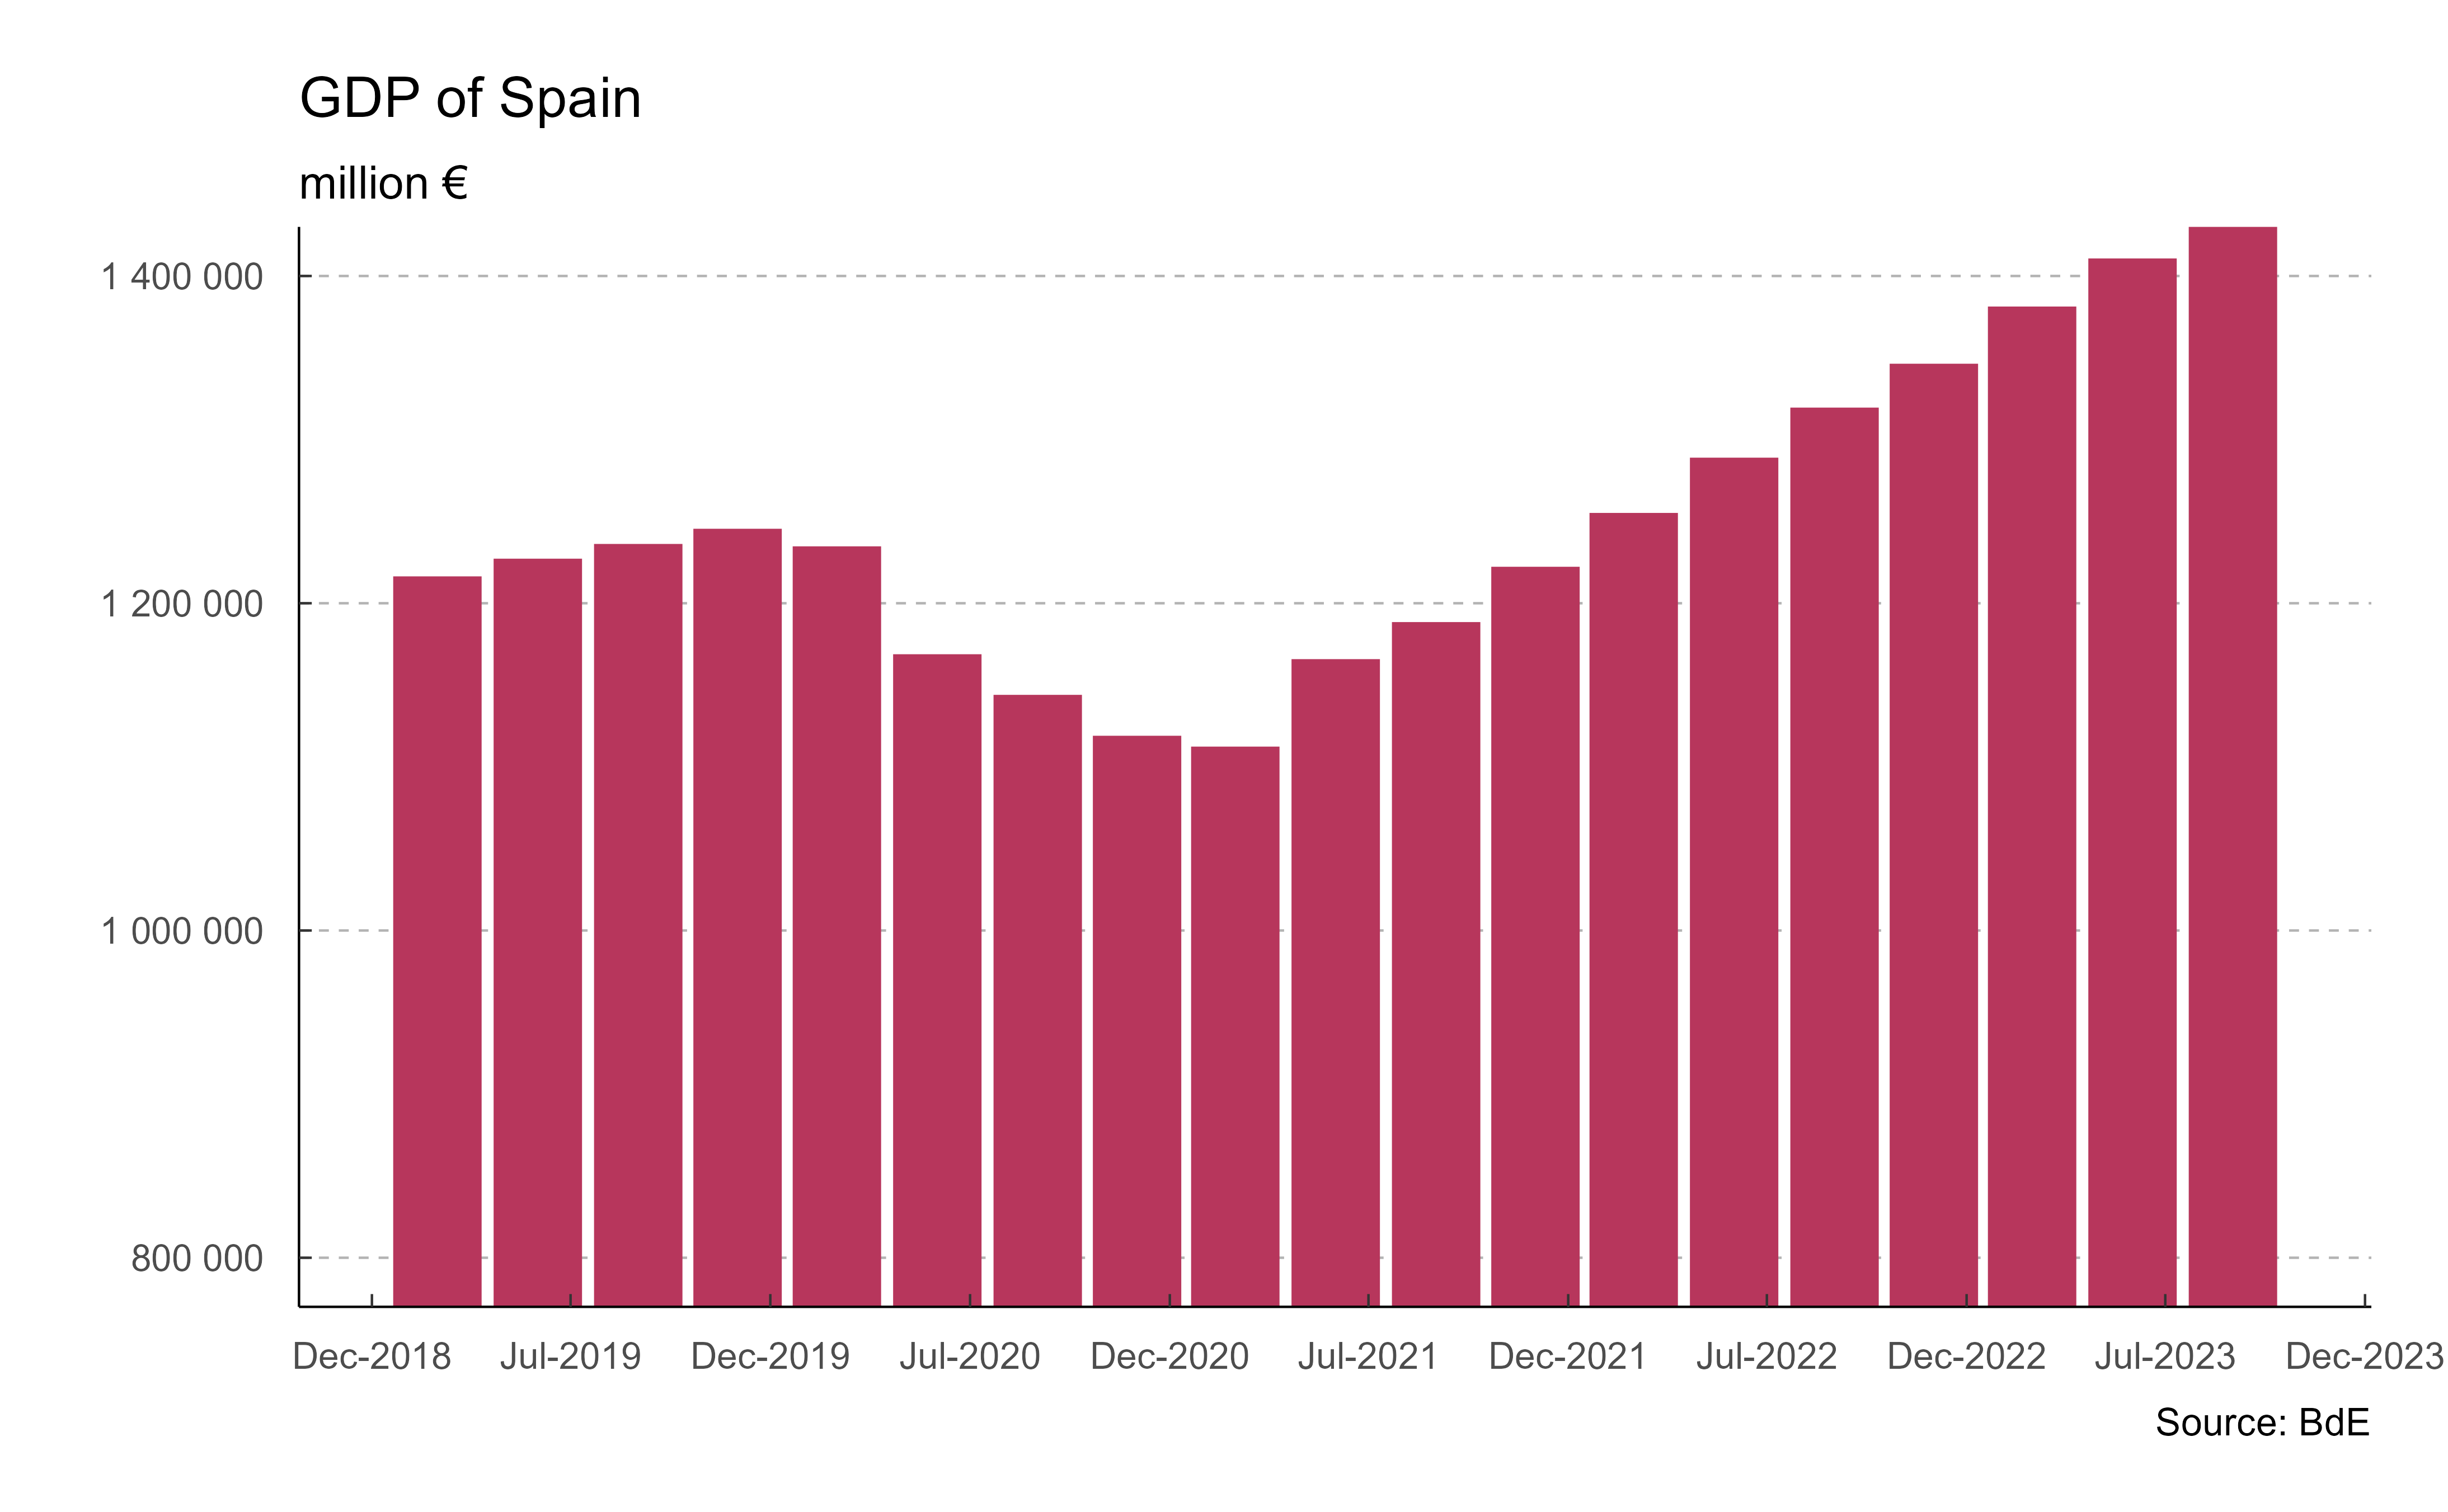 GDP of Spain
million €
1 400 000
1 200 000
1 000 000
800 000
Dec-2018 Jul-2019 Dec-2019 Jul-2020 Dec-2020 Jul-2021 Dec-2021 Jul-2022 Dec-2022 Jul-2023 Dec-2023
Source: BdE